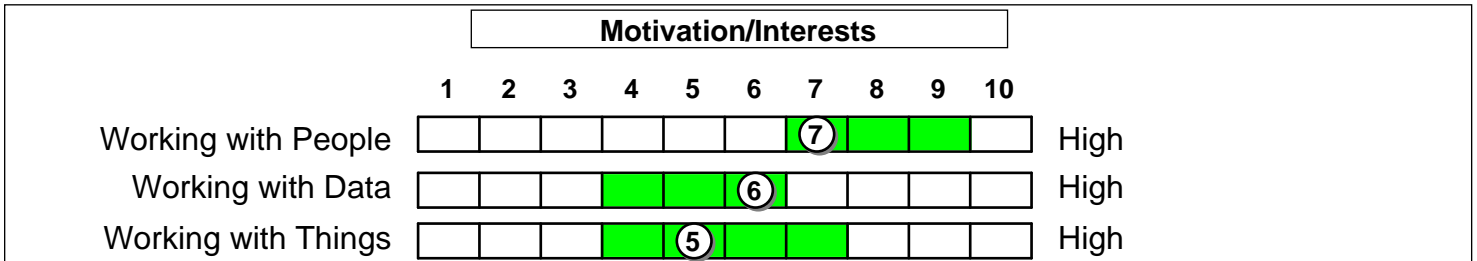 Motivation/Interests
1 2 3 4 5 6 7 8 9 10
Working with People 7 High
Working with Data 6 High
Working with Things 5 High